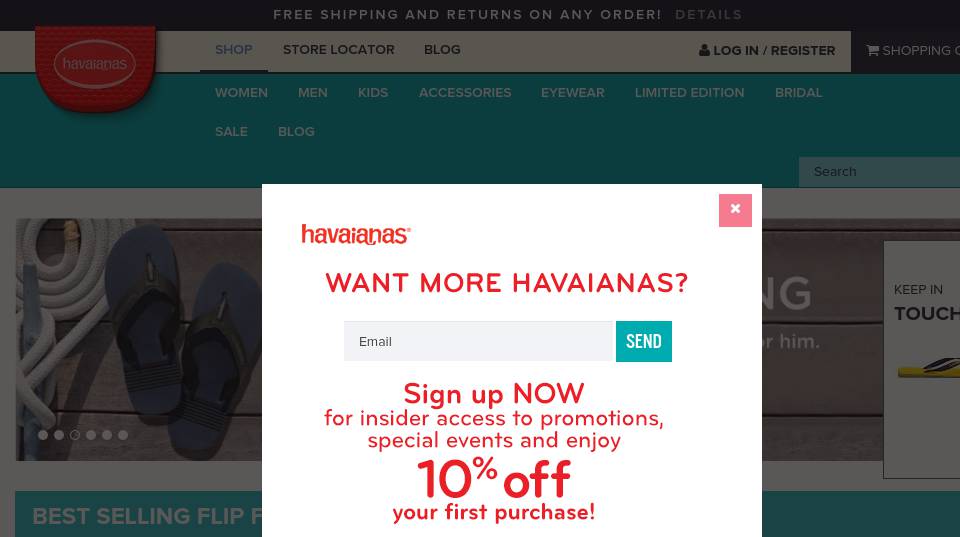 FREE SHIPPING AND RETURNS ON ANY ORDER! DETAILS
havaianas
SHOP STORE LOCATOR BLOG LOG IN / REGISTER SHOPPING
WOMEN MEN KIDS ACCESSORIES EYEWEAR LIMITED EDITION BRIDAL
SALE BLOG
Search
havaianas
WANT MORE HAVAIANAS?
Email SEND
Sign up NOW
for insider access to promotions,
special events and enjoy
10% off
your first purchase!
NG
or him.
KEEP IN
TOUCH
BEST SELLING FLIP F